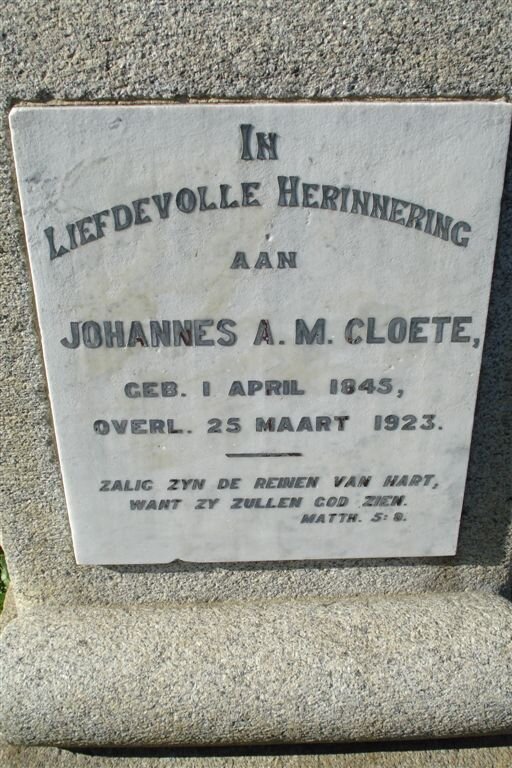 IN
LIEFDEVOLLE HERINNERING
AAN
JOHANNES A. M. CLOETE,
GEB. 1 APRIL 1845,
OVERL. 25 MAART 1923.
ZALIG ZYN DE REINEN VAN HART,
WANT ZY ZULLEN GOD ZIEN.
MATTH. 5: 8.